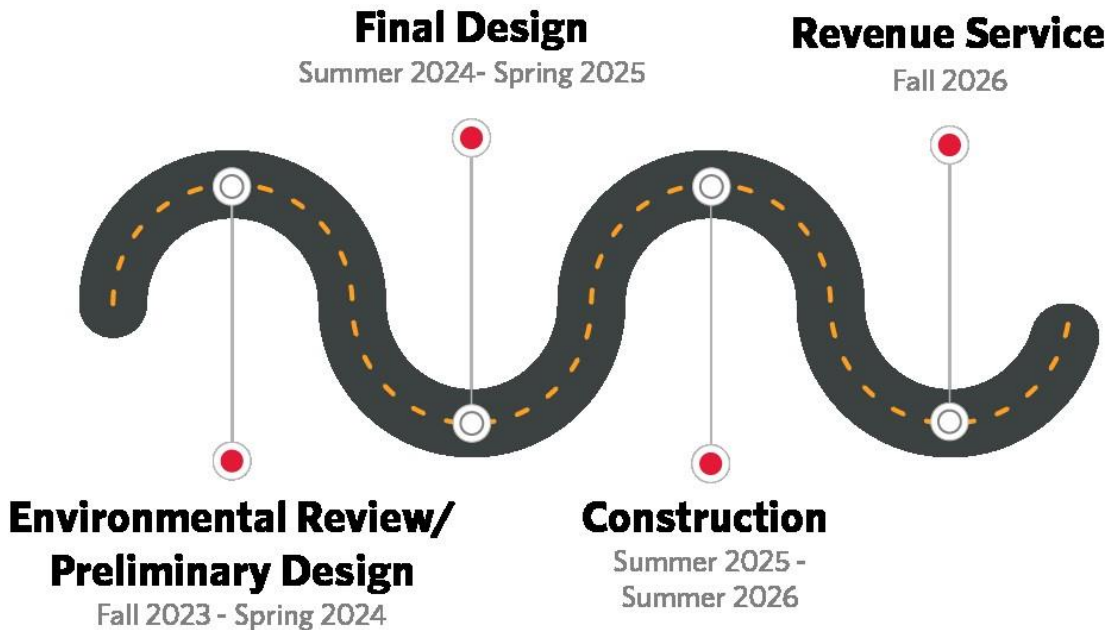 Final Design
Summer 2024- Spring 2025
Revenue Service
Fall 2026
Environmental Review/
Preliminary Design
Fall 2023 - Spring 2024
Construction
Summer 2025 -
Summer 2026